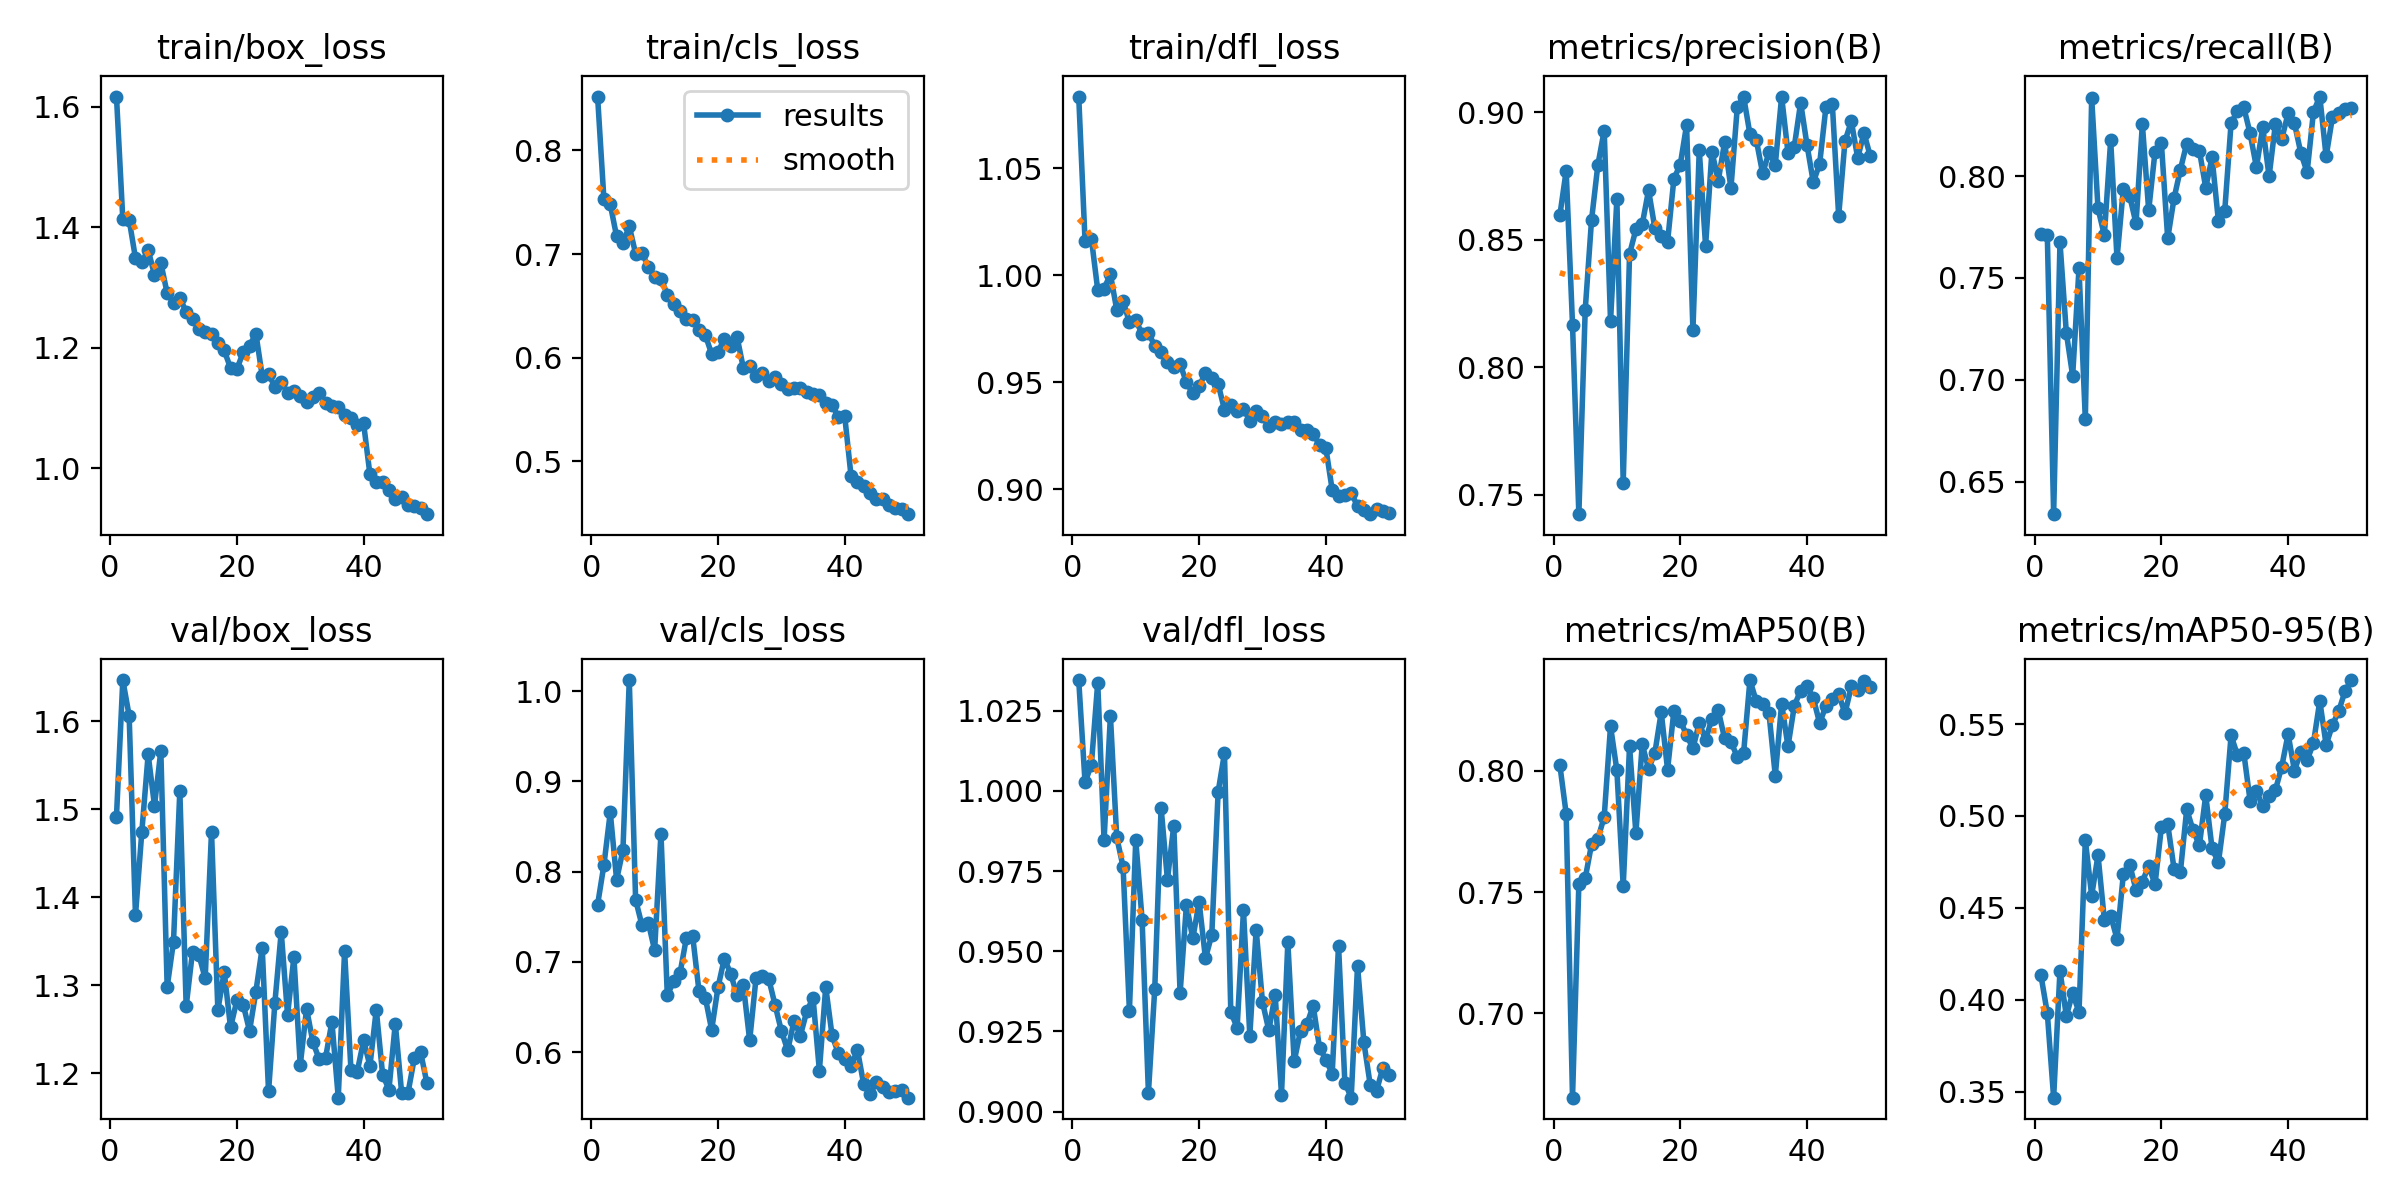 train/box_loss
1.6
1.4
1.2
1.0
0 20 40
train/cls_loss
results
smooth
0.8
0.7
0.6
0.5
0 20 40
train/dfl_loss
1.05
1.00
0.95
0.90
0 20 40
metrics/precision(B)
0.90
0.85
0.80
0.75
0 20 40
metrics/recall(B)
0.80
0.75
0.70
0.65
0 20 40
val/box_loss
1.6
1.5
1.4
1.3
1.2
0 20 40
val/cls_loss
1.0
0.9
0.8
0.7
0.6
0 20 40
val/dfl_loss
1.025
1.000
0.975
0.950
0.925
0.900
0 20 40
metrics/mAP50(B)
0.80
0.75
0.70
0 20 40
metrics/mAP50-95(B)
0.55
0.50
0.45
0.40
0.35
0 20 40